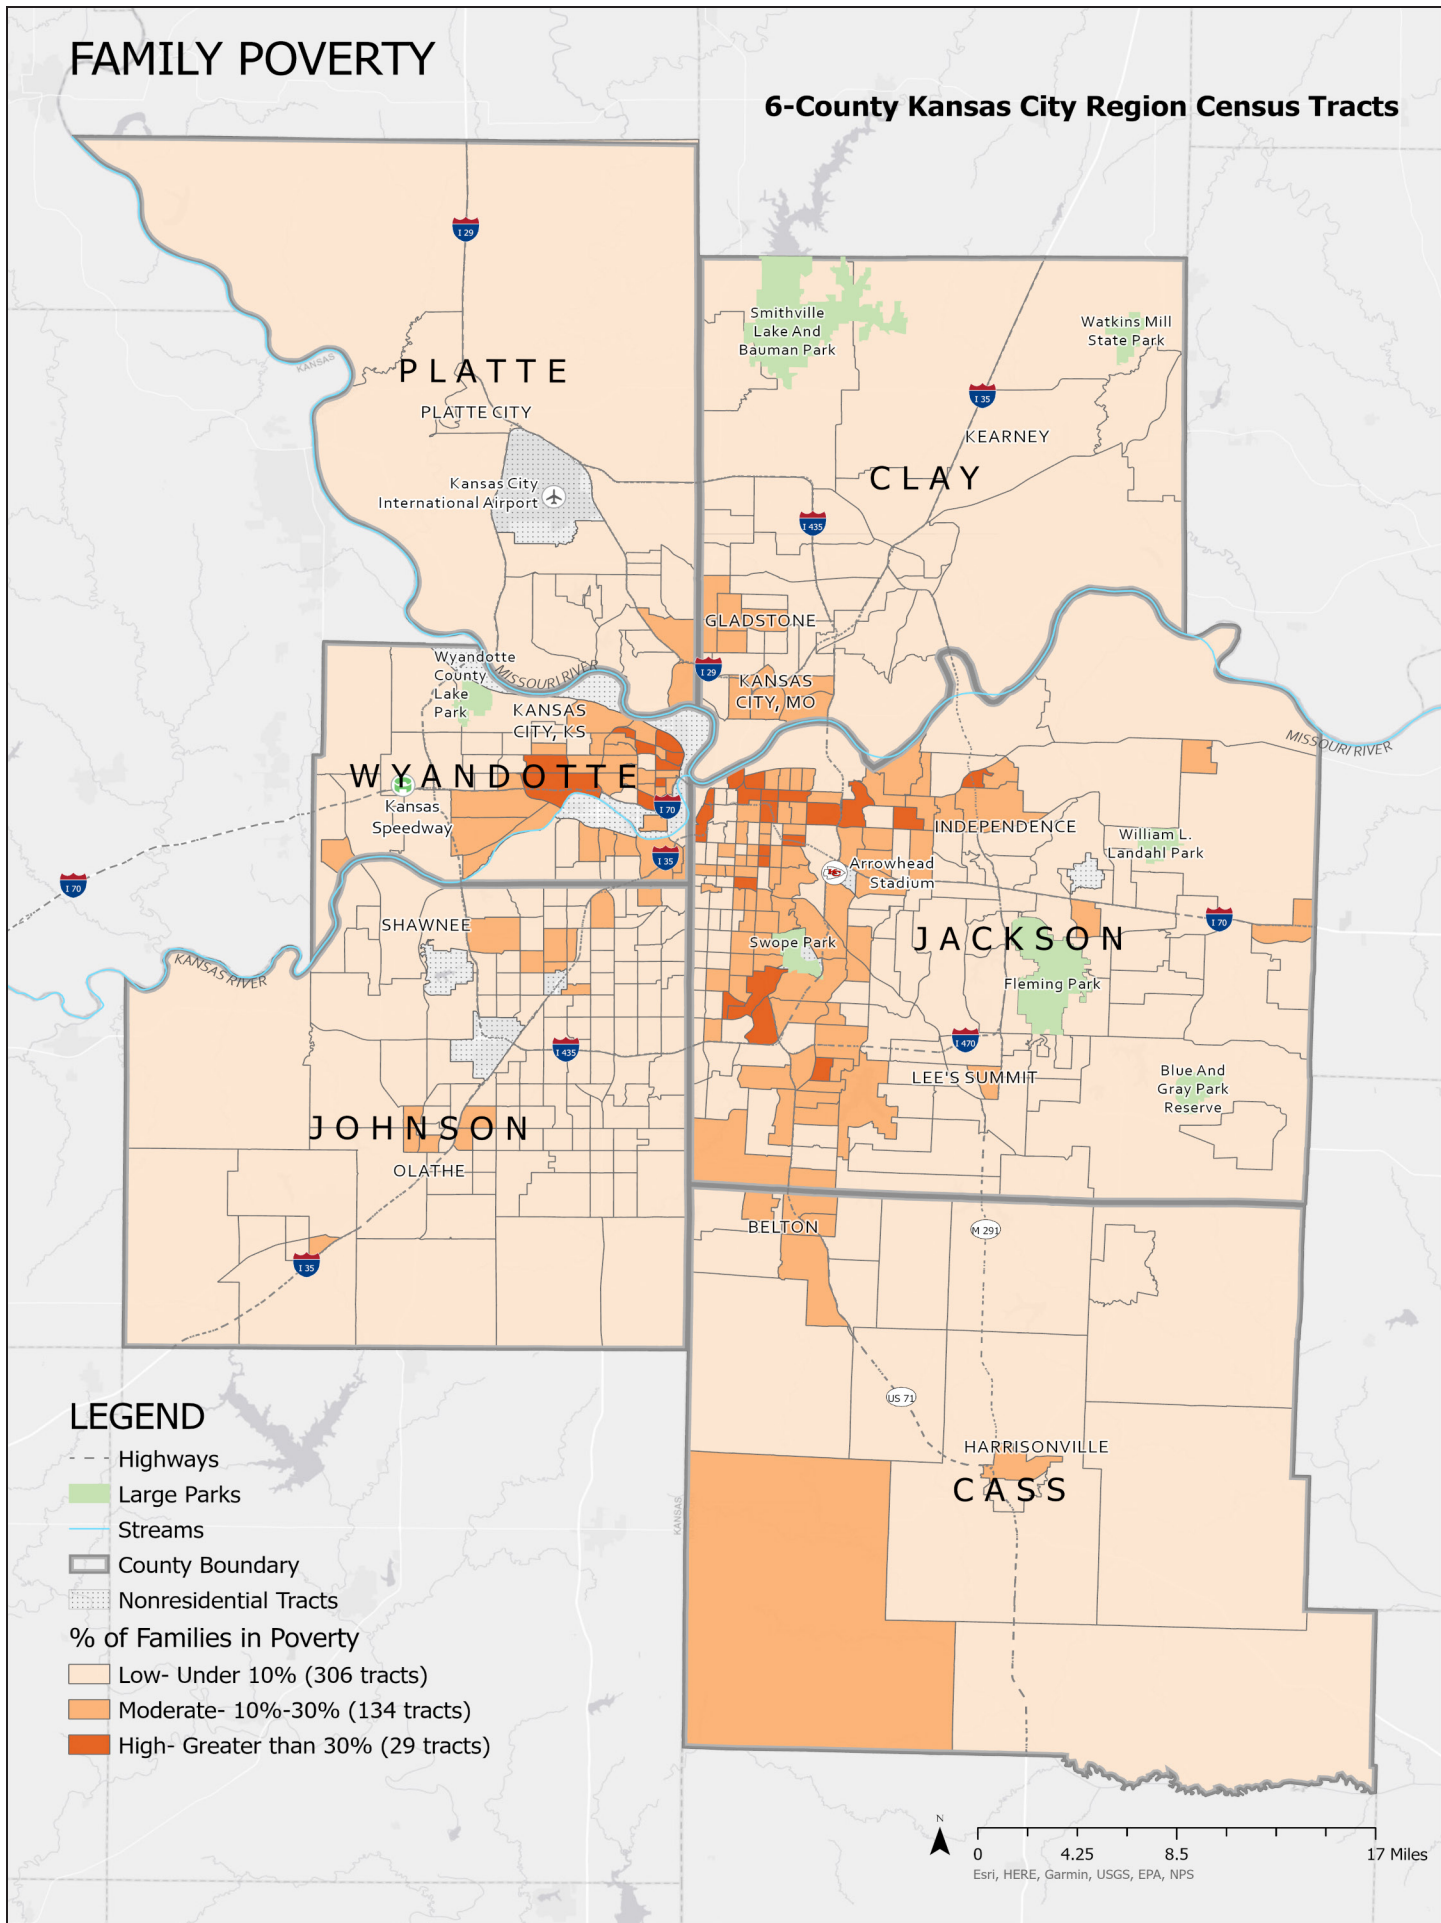 FAMILY POVERTY
6-County Kansas City Region Census Tracts
I 29
Smithville
Lake And
Bauman Park
Watkins Mill
State Park
KANSAS
PLATTE
PLATTE CITY
I 35
KEARNEY
CLAY
Kansas City
International Airport
I 435
GLADSTONE
Wyandotte
County
Lake
Park
MISSOURI RIVER
I 29
KANSAS
CITY, MO
KANSAS
CITY, KS
MISSOURI RIVER
WYANDOTTE
Kansas
Speedway
I 70
INDEPENDENCE
William L.
Landahl Park
I 35
Arrowhead
Stadium
I 70
SHAWNEE
I 70
Swope Park
JACKSON
KANSAS RIVER
Fleming Park
I 435
I 470
LEE'S SUMMIT
Blue And
Gray Park
Reserve
JOHNSON
OLATHE
BELTON
M 291
I 35
US 71
HARRISONVILLE
CASS
KANSAS
LEGEND
Highways
Large Parks
Streams
County Boundary
Nonresidential Tracts
% of Families in Poverty
Low- Under 10% (306 tracts)
Moderate- 10%-30% (134 tracts)
High- Greater than 30% (29 tracts)
N
0 4.25 8.5 17 Miles
Esri, HERE, Garmin, USGS, EPA, NPS